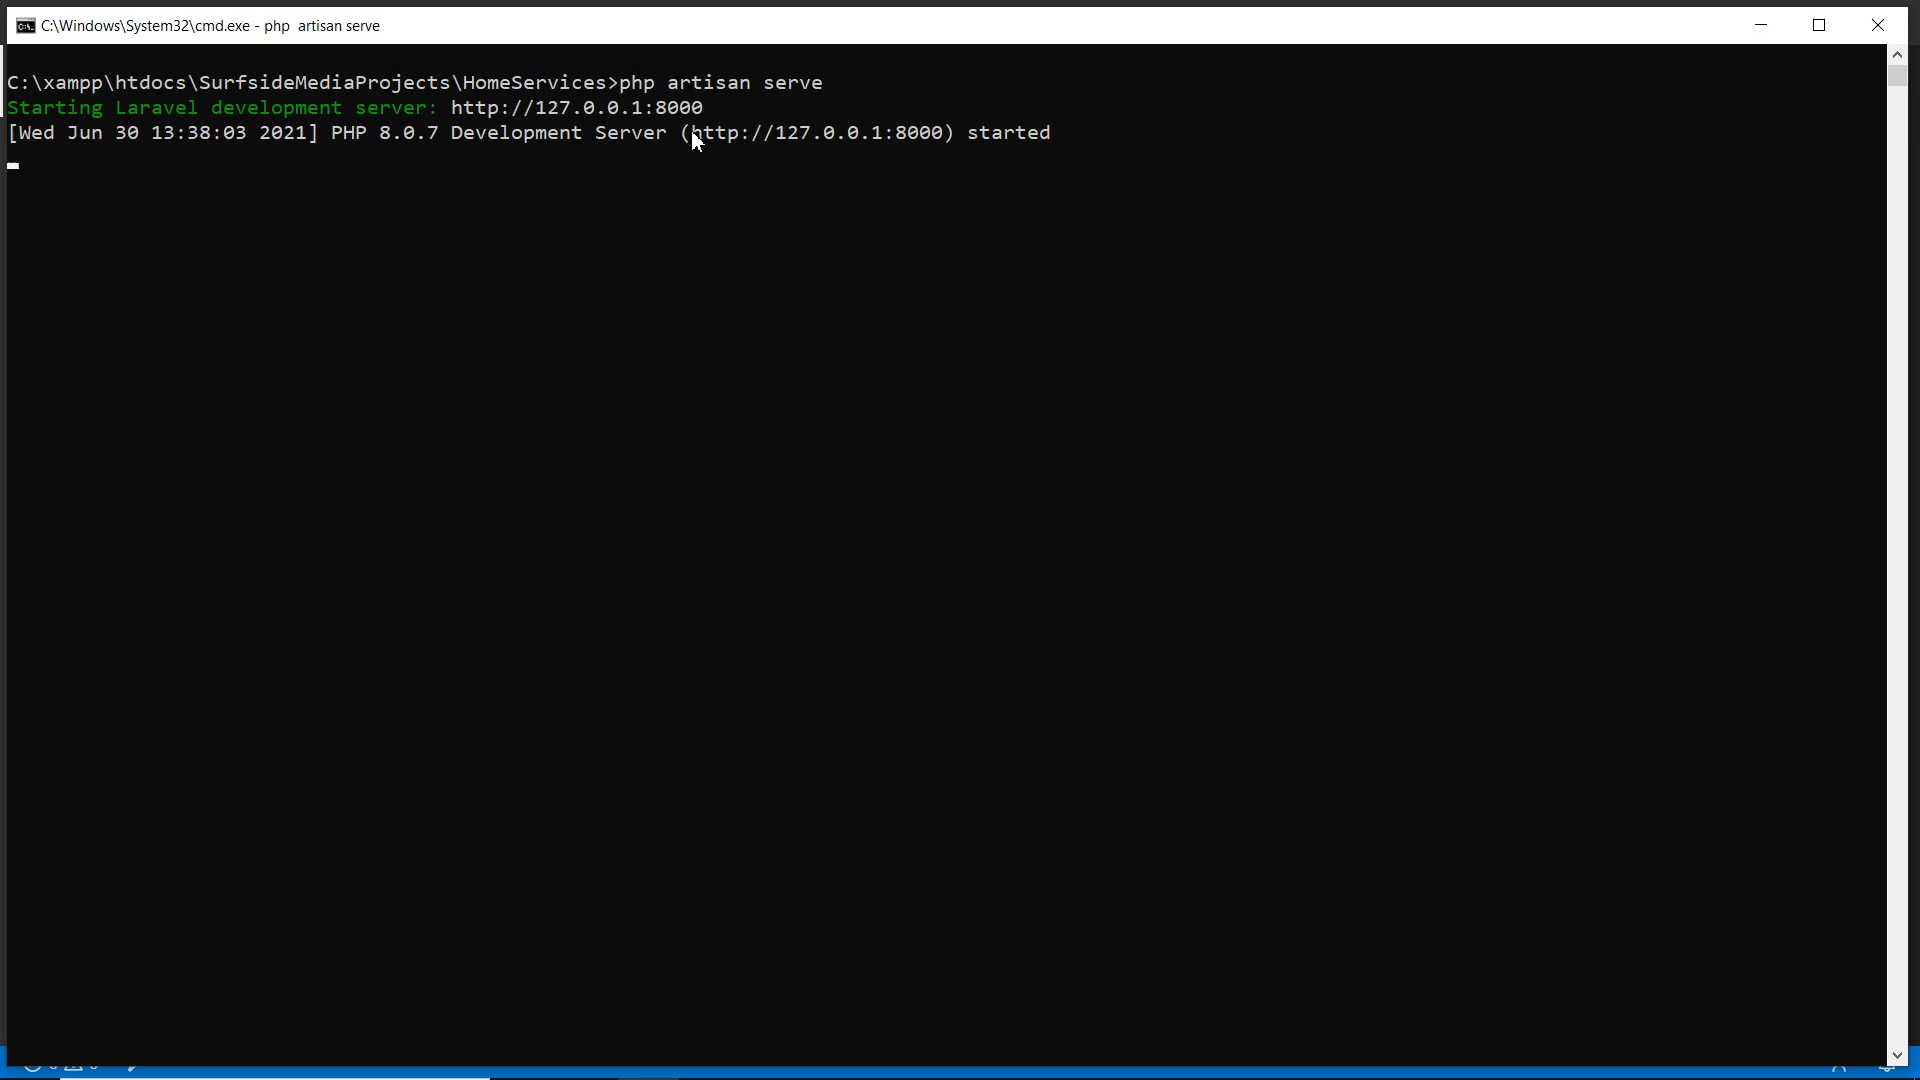 C:\Windows\System32\cmd.exe - php  artisan serve
C:\xampp\htdocs\SurfsideMediaProjects\HomeServices>php artisan serve
Starting Laravel development server: http://127.0.0.1:8000
[Wed Jun 30 13:38:03 2021] PHP 8.0.7 Development Server (http://127.0.0.1:8000) started